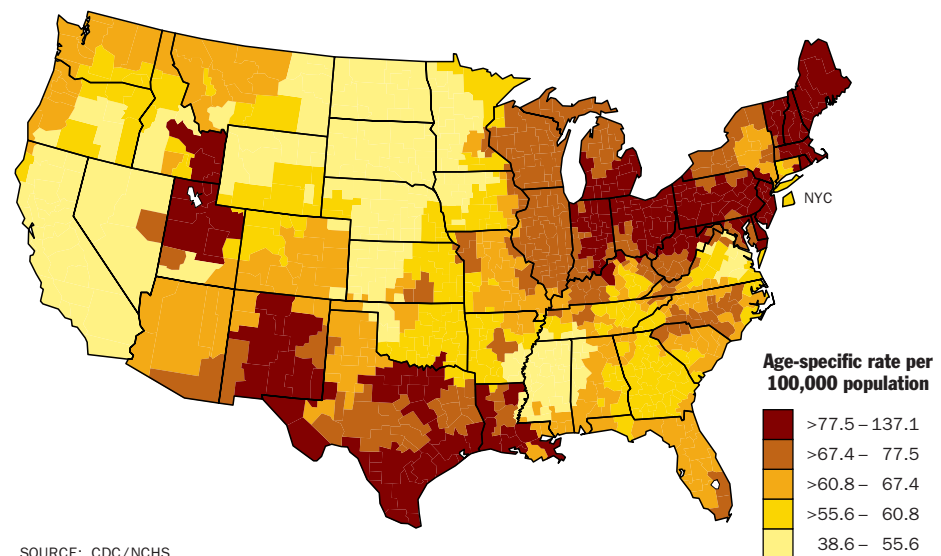 NYC
Age-specific rate per
100,000 population
>77.5 – 137.1
>67.4 – 77.5
>60.8 – 67.4
>55.6 – 60.8
38.6 – 55.6
SOURCE: CDC/NCHS